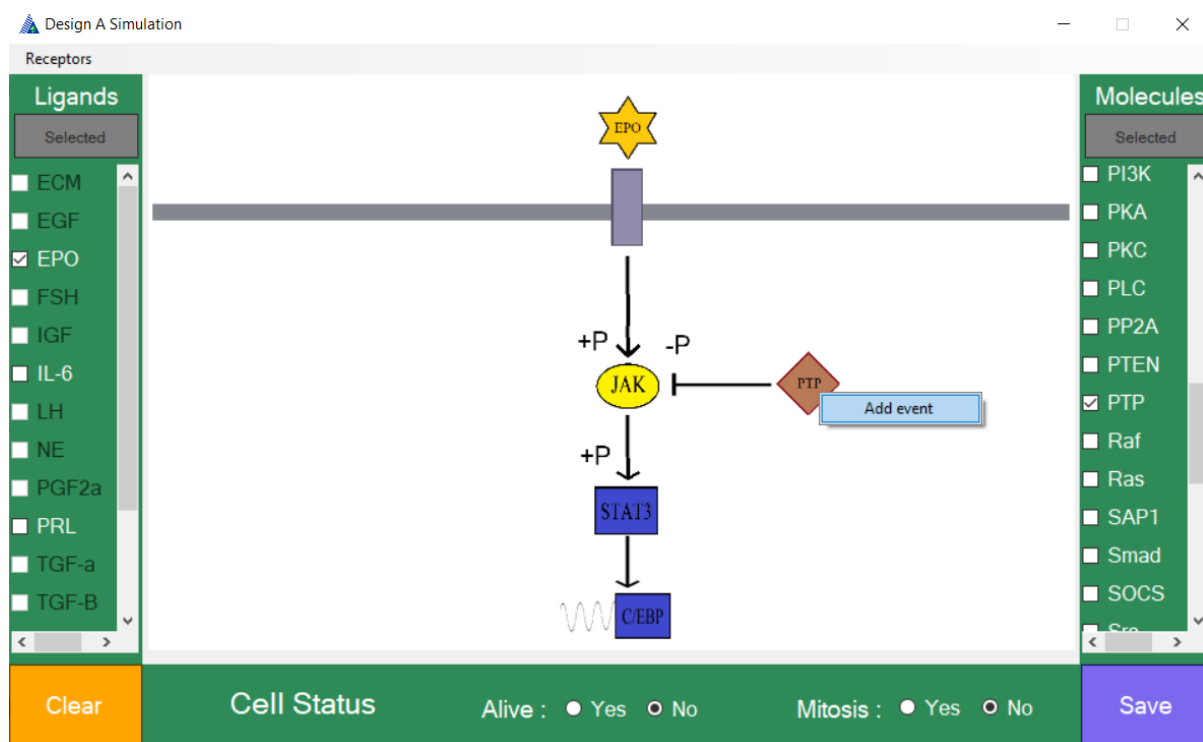 Design A Simulation
Receptors
Ligands
Selected
ECM
EGF
EPO
FSH
IGF
IL-6
LH
NE
PGF2a
PRL
TGF-a
TGF-B
EPO
+P
-P
JAK
PTP
Add event
+P
STAT3
C/EBP
Molecules
Selected
PI3K
PKA
PKC
PLC
PP2A
PTEN
PTP
Raf
Ras
SAP1
Smad
SOCS
Clear
Cell Status
Alive : Yes No
Mitosis : Yes No
Save